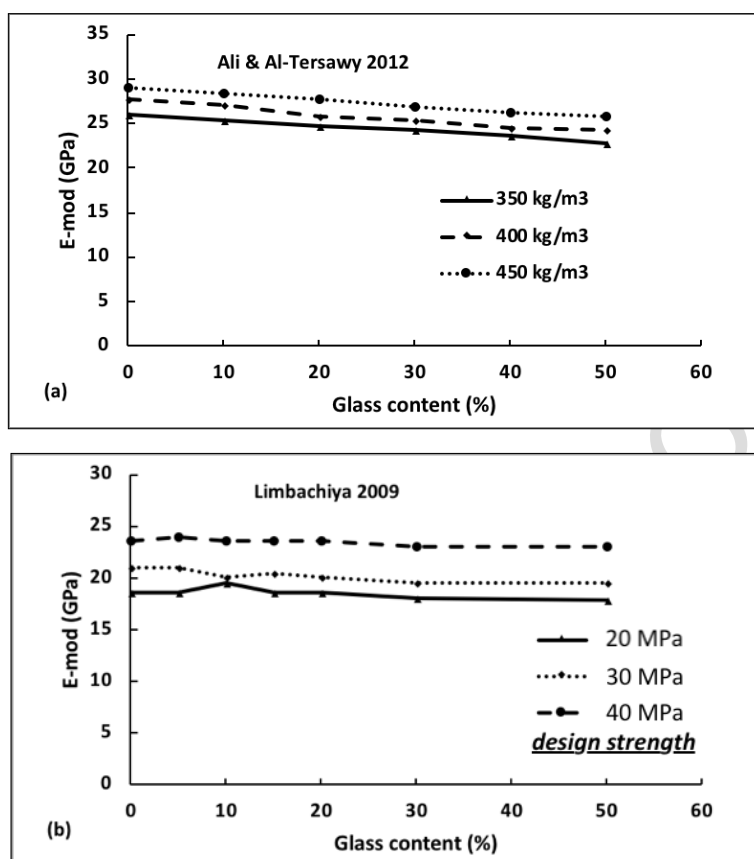 35
30
25
20
15
10
5
0
E-mod (GPa)
Ali & Al-Tersawy 2012
350 kg/m3
400 kg/m3
450 kg/m3
0 10 20 30 40 50 60
(a)
Glass content (%)
30
25
20
15
10
5
0
E-mod (GPa)
Limbachiya 2009
20 MPa
30 MPa
40 MPa
design strength
0 10 20 30 40 50 60
(b)
Glass content (%)